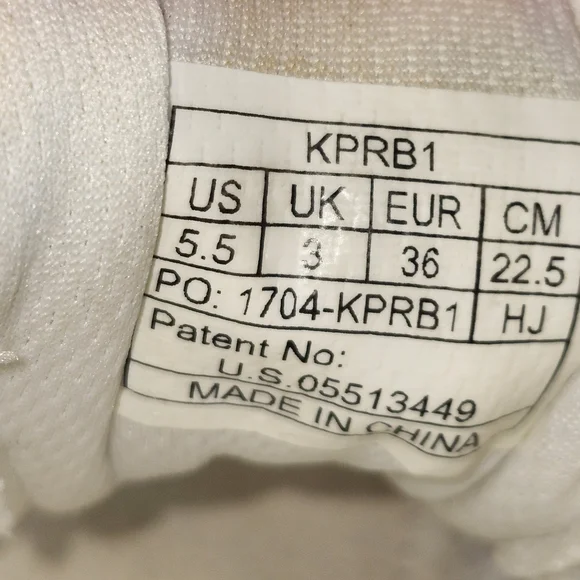 KPRB1
US UK EUR CM
5.5 3 36 22.5
PO: 1704-KPRB1 HJ
Patent No:
U.S.05513449
MADE IN CHINA